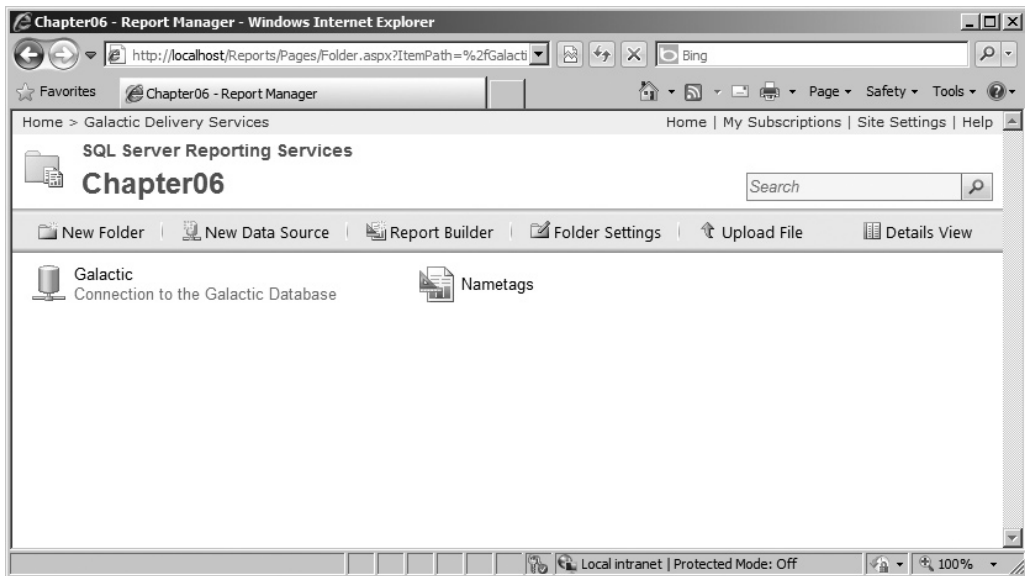 Chapter06 - Report Manager - Windows Internet Explorer
http://localhost/Reports/Pages/Folder.aspx?ItemPath=%2fGalacti
Bing
Favorites
Chapter06 - Report Manager
Page
Safety
Tools
Home > Galactic Delivery Services
Home | My Subscriptions | Site Settings | Help
SQL Server Reporting Services
Chapter06
Search
New Folder
New Data Source
Report Builder
Folder Settings
Upload File
Details View
Galactic
Connection to the Galactic Database
Nametags
Local intranet | Protected Mode: Off
100%